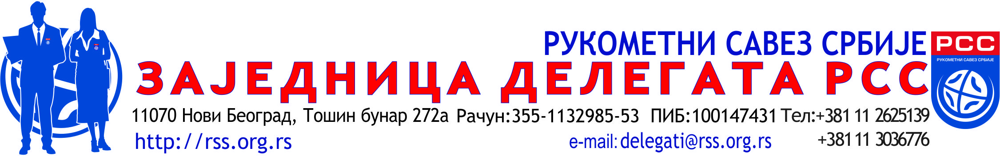 РУКОМЕТНИ САВЕЗ СРБИЈЕ
ЗАЈЕДНИЦА ДЕЛЕГАТА РСС
11070 Нови Београд, Тошин бунар 272а Рачун:355-1132985-53 ПИБ:100147431 Тел:+381 11 2625139
http://rss.org.rs e-mail: delegati@rss.org.rs +381 11 3036776
РСС
РУКОМЕТНИ САВЕЗ СРБИЈЕ
РСС
РСС